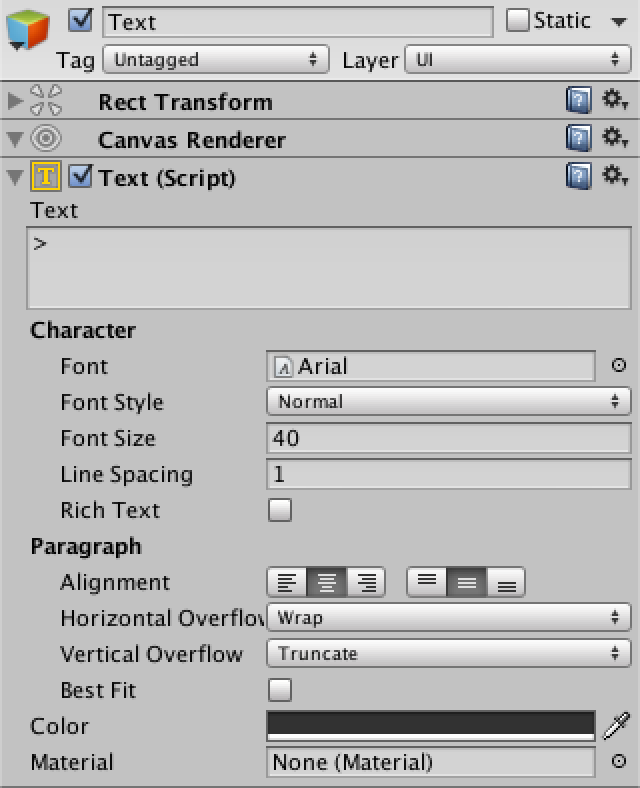 Text Static
Tag Untagged Layer UI
Rect Transform
Canvas Renderer
T Text (Script)
Text
>
Character
Font Arial
Font Style Normal
Font Size 40
Line Spacing 1
Rich Text
Paragraph
Alignment
Horizontal Overflow Wrap
Vertical Overflow Truncate
Best Fit
Color
Material None (Material)